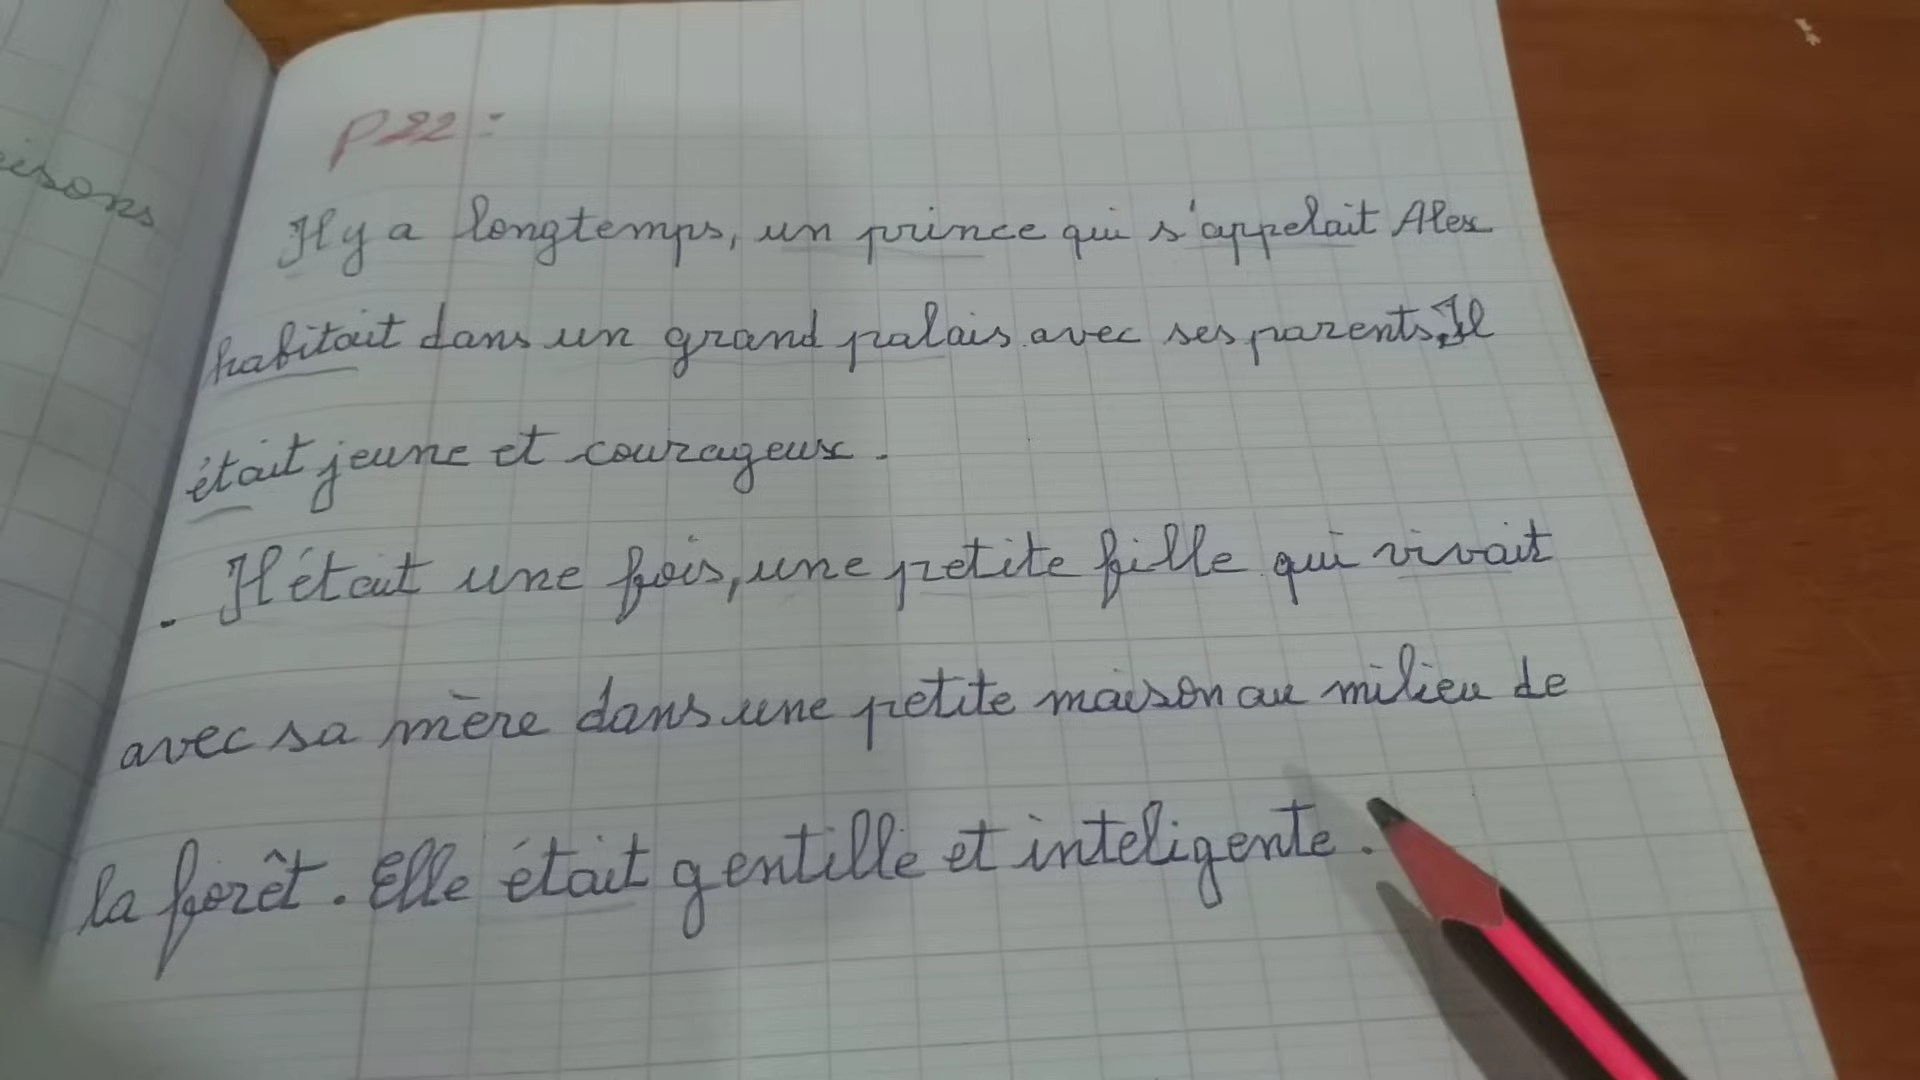 isons
P22:
Il y a longtemps, un prince qui s'appelait Alex
habitait dans un grand palais avec ses parents. Il
était jeune et courageux.
. Il était une fois, une petite fille qui vivait
avec sa mère dans une petite maison au milieu de
la forêt. Elle était gentille et inteligente.